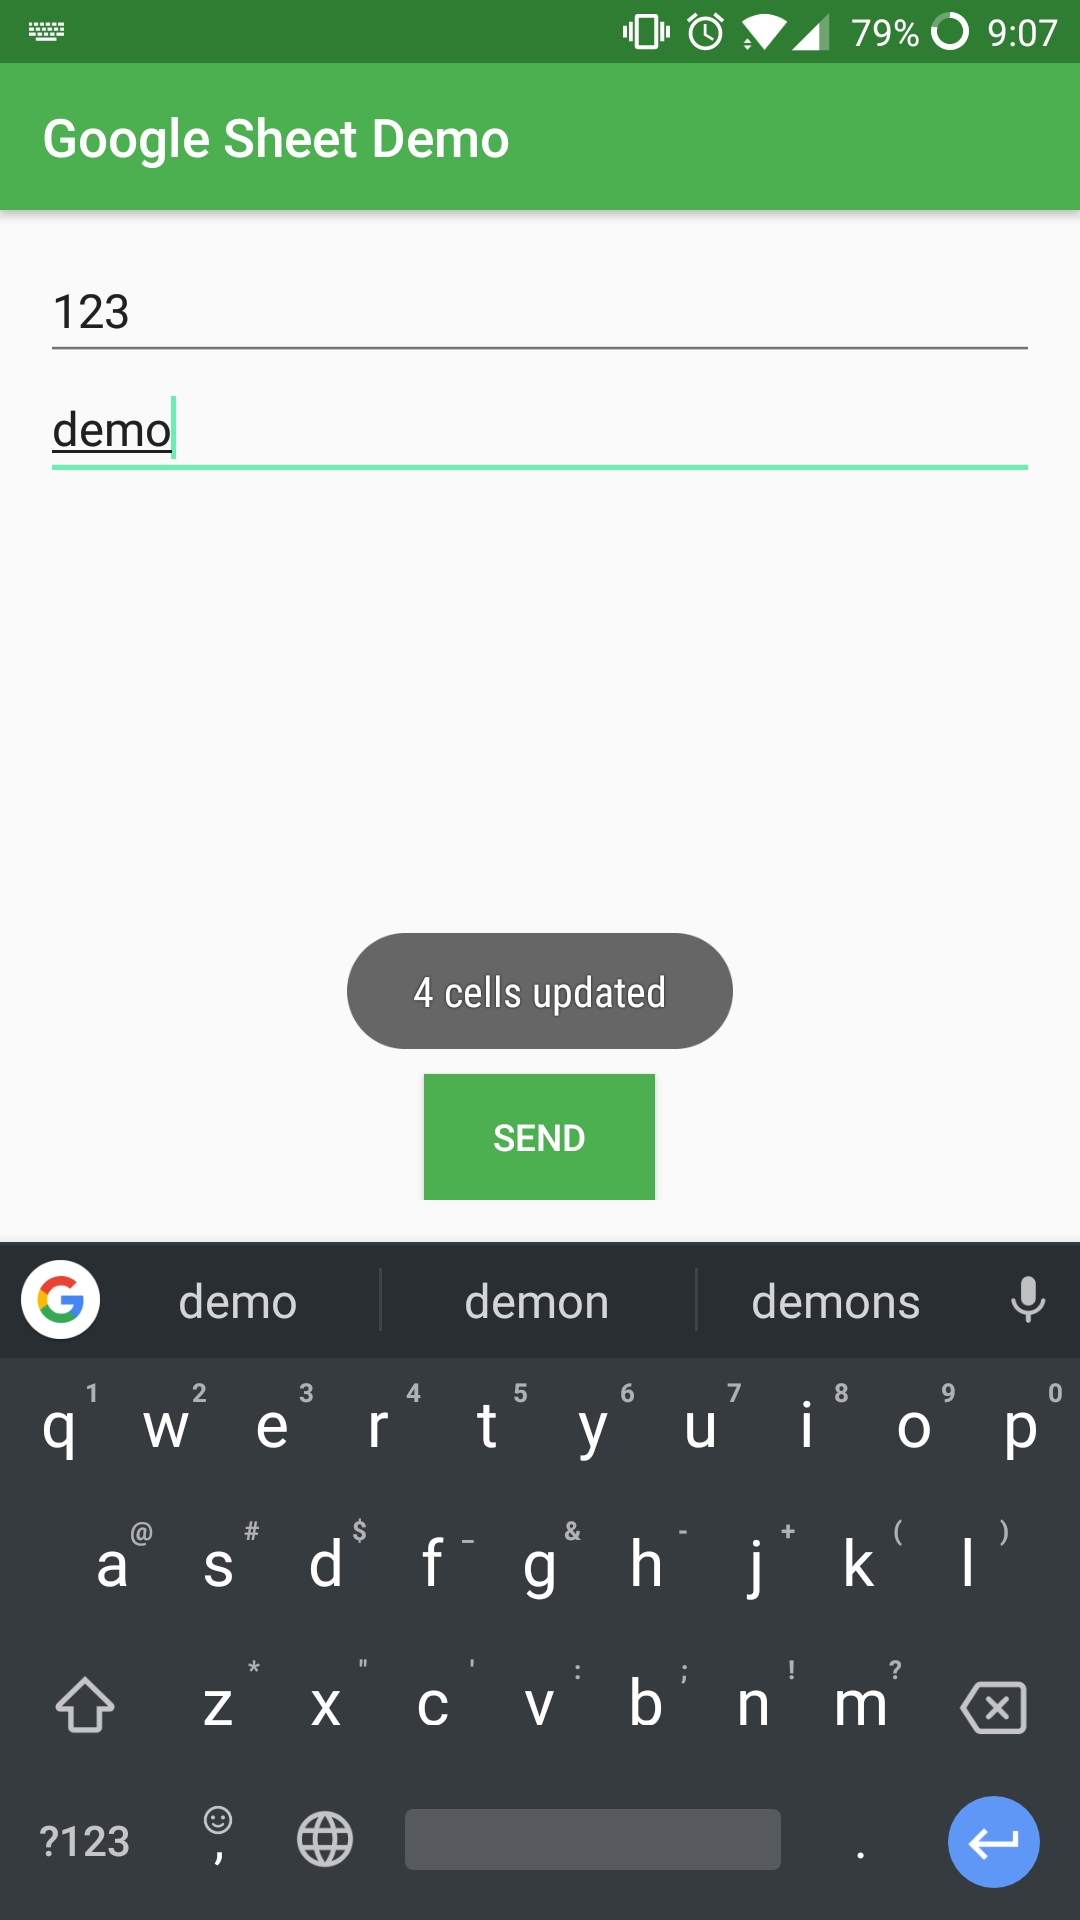 79% 9:07
Google Sheet Demo
123
demo
4 cells updated
SEND
demo demon demons
q 1 w 2 e 3 r 4 t 5 y 6 u 7 i 8 o 9 p 0
a @ s # d $ f _ g & h - j + k ( l )
z * x " c ' v : b ; n ! m ?
?123 , .